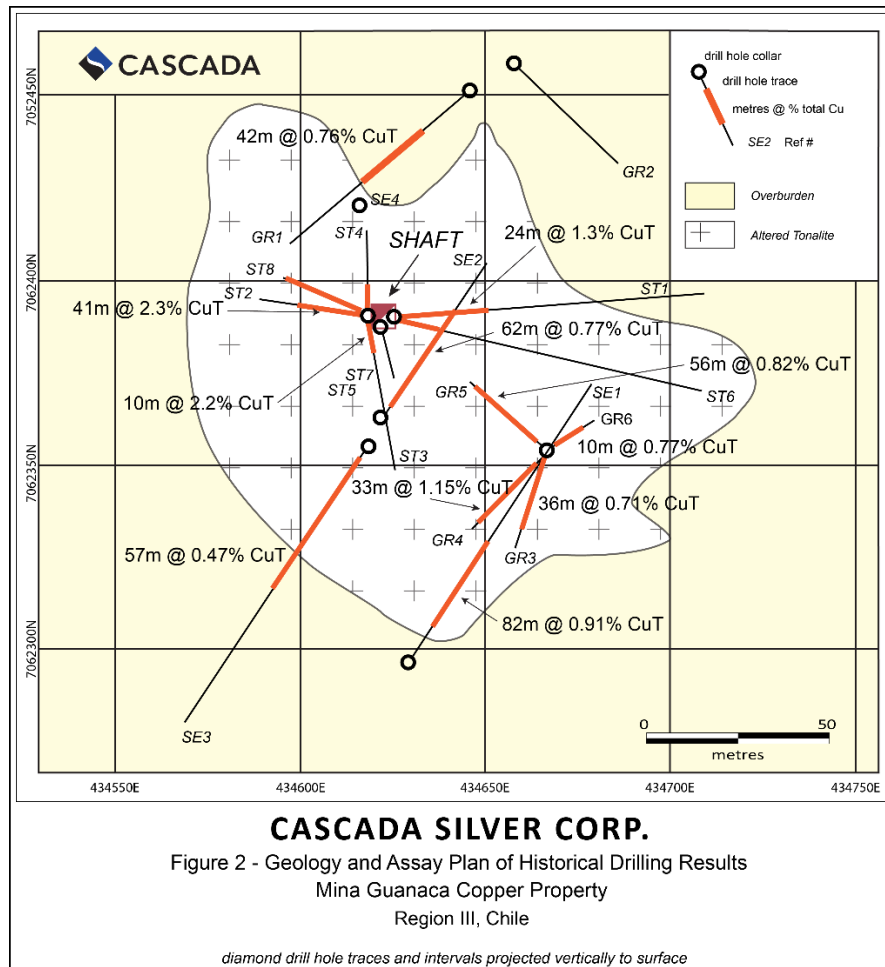 CASCADA
drill hole collar
drill hole trace
metres @ % total Cu
SE2 Ref #
Overburden
Altered Tonalite
7052450N
7062400N
7062350N
7062300N
42m @ 0.76% CuT
GR2
SE4
GR1
ST4
SHAFT
24m @ 1.3% CuT
SE2
ST8
ST2
ST1
41m @ 2.3% CuT
62m @ 0.77% CuT
56m @ 0.82% CuT
ST7
ST5
10m @ 2.2% CuT
GR5
SE1
ST6
GR6
10m @ 0.77% CuT
ST3
33m @ 1.15% CuT
36m @ 0.71% CuT
GR4
GR3
57m @ 0.47% CuT
82m @ 0.91% CuT
SE3
0 50
metres
434550E 434600E 434650E 434700E 434750E
CASCADA SILVER CORP.
Figure 2 - Geology and Assay Plan of Historical Drilling Results
Mina Guanaca Copper Property
Region III, Chile
diamond drill hole traces and intervals projected vertically to surface